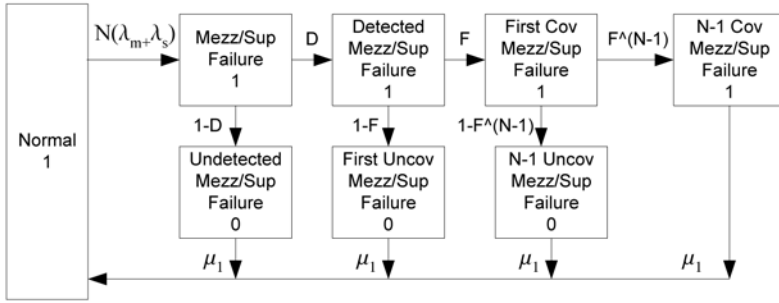 N(λm+λs)
Mezz/Sup
Failure
1
D
Detected
Mezz/Sup
Failure
1
F
First Cov
Mezz/Sup
Failure
1
F^(N-1)
N-1 Cov
Mezz/Sup
Failure
1
Normal
1
1-D
1-F
1-F^(N-1)
Undetected
Mezz/Sup
Failure
0
First Uncov
Mezz/Sup
Failure
0
N-1 Uncov
Mezz/Sup
Failure
0
μ1
μ1
μ1
μ1